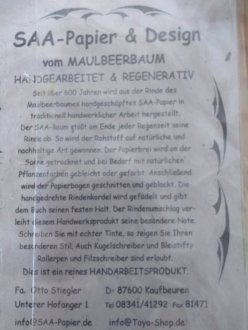 SAA-Papier & Design
vom MAULBEERBAUM
HANDGEARBEITET & REGENERATIV
Seit über 600 Jahren wird aus der Rinde des
Maulbeerbaumes handgeschöpftes SAA-Papier in
traditionell handwerklicher Arbeit hergestellt.
Der SAA-Baum stößt am Ende jeder Regenzeit seine
Rinde ab. So wird der Rohstoff auf natürliche und
nachhaltige Art gewonnen. Der Papierbrei wird an der
Sonne getrocknet und bei Bedarf mit natürlichen
Pflanzenfarben gebleicht oder gefärbt. Anschließend
wird der Papierbogen geschnitten und geblockt. Die
handgedrehte Rindenkordel wird gefädelt und gibt
dem Buch seinen festen Halt. Der Rindenumschlag ver-
leiht diesem Handwerksprodukt seine besondere Note.
Schreiben Sie mit echter Tinte, so zeigen Sie Ihren
besonderen Stil. Auch Kugelschreiber und Bleistifte,
Rollerpen und Filzschreiber sind erlaubt.
Dies ist ein reines HANDARBEITSPRODUKT.
Fa. Otto Stiegler D- 87600 Kaufbeuren
Unterer Hofanger 1 Tel 08341/41292 Fax 81471
info@SAA-Papier.de info@Toyo-Shop.de